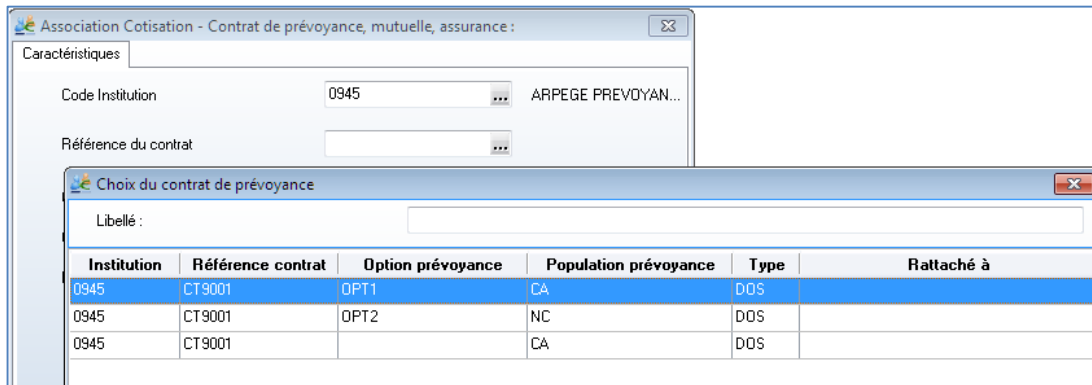 Association Cotisation - Contrat de prévoyance, mutuelle, assurance :
Caractéristiques
Code Institution 0945 ... ARPEGE PREVOYAN...
Référence du contrat ...
Choix du contrat de prévoyance
Libellé :
Institution Référence contrat Option prévoyance Population prévoyance Type Rattaché à
0945 CT9001 OPT1 CA DOS
0945 CT9001 OPT2 NC DOS
0945 CT9001 CA DOS